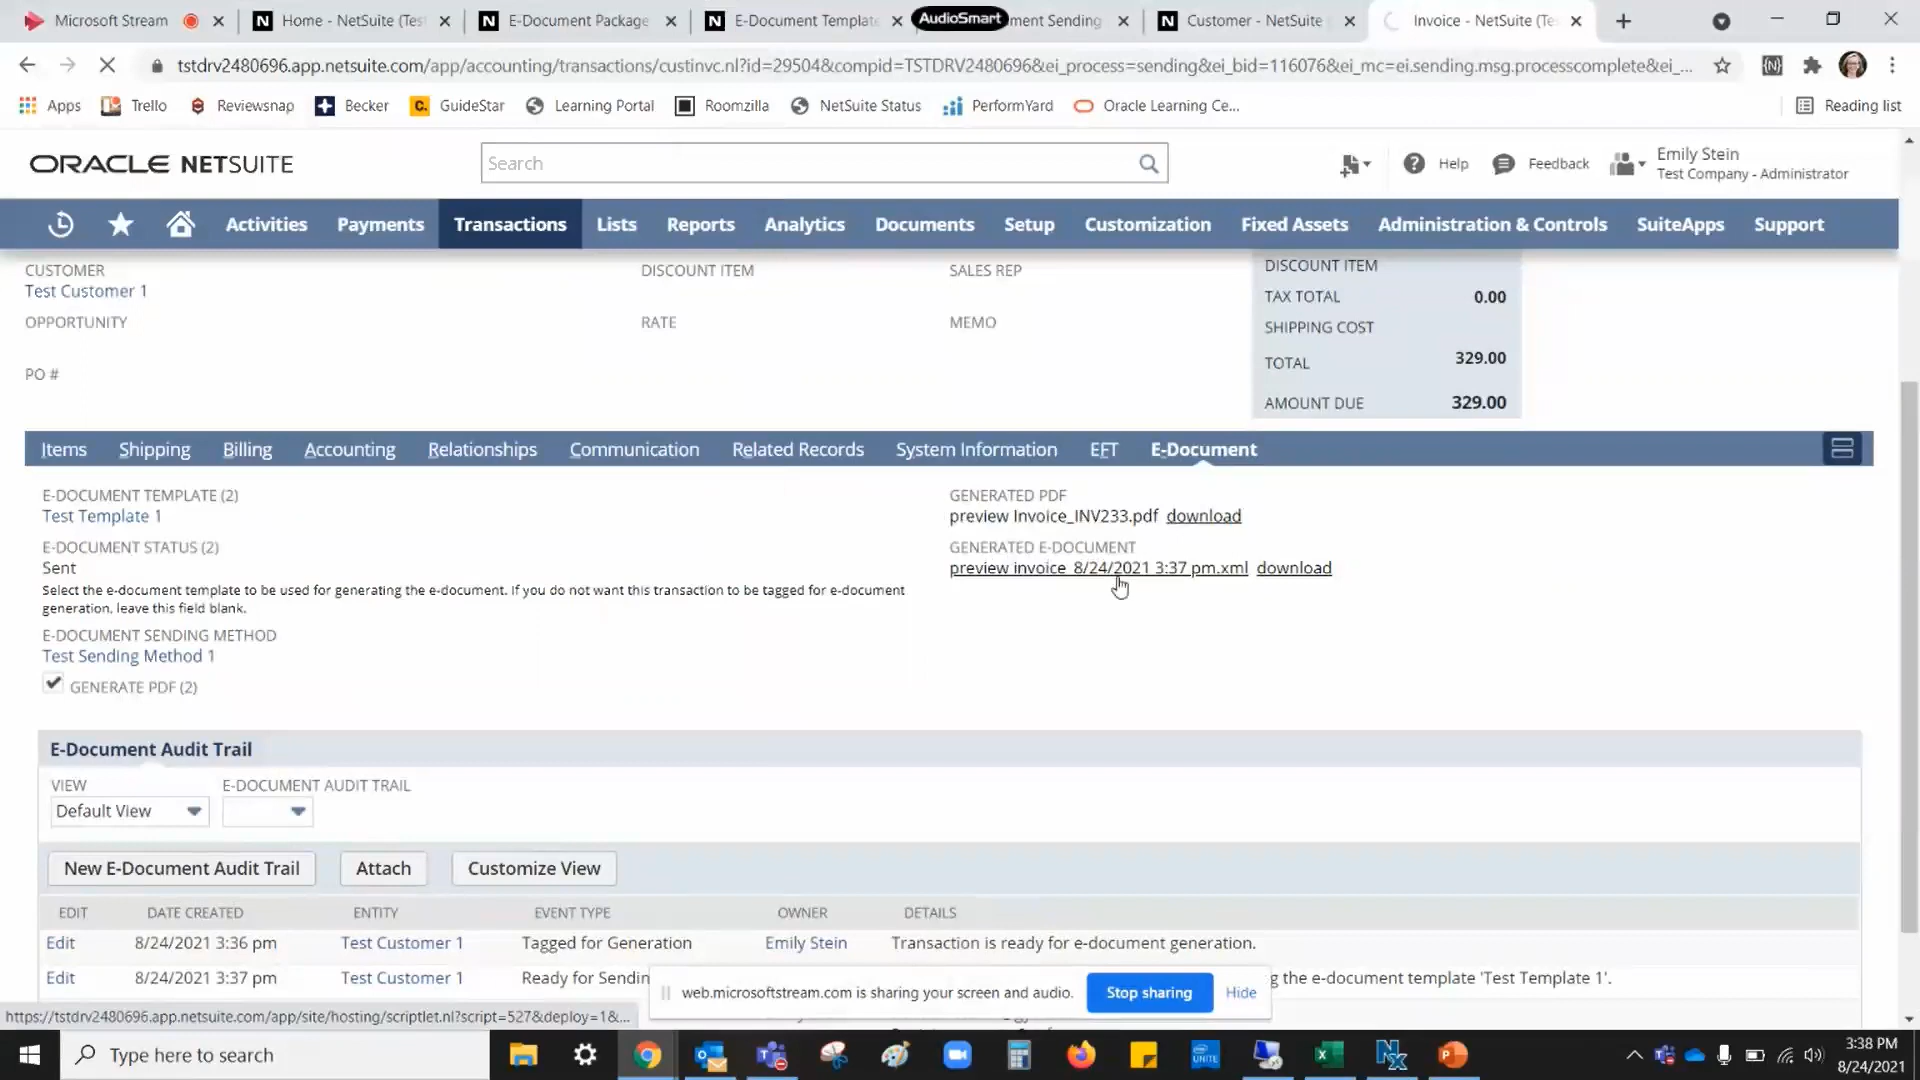 Microsoft Stream
Home - NetSuite (Tes
E-Document Package
E-Document Template
AudioSmart
ment Sending
Customer - NetSuite
Invoice - NetSuite (Te
tstdrv2480696.app.netsuite.com/app/accounting/transactions/custinvc.nl?id=29504&compid=TSTDRV2480696&ei_process=sending&ei_bid=116076&ei_mc=ei.sending.msg.processcomplete&ei_...
Apps
Trello
Reviewsnap
Becker
GuideStar
Learning Portal
Roomzilla
NetSuite Status
PerformYard
Oracle Learning Ce...
Reading list
ORACLE NETSUITE
Search
Help
Feedback
Emily Stein
Test Company - Administrator
Activities
Payments
Transactions
Lists
Reports
Analytics
Documents
Setup
Customization
Fixed Assets
Administration & Controls
SuiteApps
Support
CUSTOMER
Test Customer 1
OPPORTUNITY
PO #
DISCOUNT ITEM
RATE
SALES REP
MEMO
DISCOUNT ITEM
TAX TOTAL 0.00
SHIPPING COST
TOTAL 329.00
AMOUNT DUE 329.00
Items
Shipping
Billing
Accounting
Relationships
Communication
Related Records
System Information
EFT
E-Document
E-DOCUMENT TEMPLATE (2)
Test Template 1
E-DOCUMENT STATUS (2)
Sent
Select the e-document template to be used for generating the e-document. If you do not want this transaction to be tagged for e-document
generation, leave this field blank.
E-DOCUMENT SENDING METHOD
Test Sending Method 1
GENERATE PDF (2)
GENERATED PDF
preview Invoice_INV233.pdf download
GENERATED E-DOCUMENT
preview invoice 8/24/2021 3:37 pm.xml download
E-Document Audit Trail
VIEW
Default View
E-DOCUMENT AUDIT TRAIL
New E-Document Audit Trail
Attach
Customize View
EDIT DATE CREATED ENTITY EVENT TYPE OWNER DETAILS
Edit 8/24/2021 3:36 pm Test Customer 1 Tagged for Generation Emily Stein Transaction is ready for e-document generation.
Edit 8/24/2021 3:37 pm Test Customer 1 Ready for Sendin g the e-document template 'Test Template 1'.
web.microsoftstream.com is sharing your screen and audio.
Stop sharing
Hide
https://tstdrv2480696.app.netsuite.com/app/site/hosting/scriptlet.nl?script=527&deploy=1&...
Type here to search
UNITE
3:38 PM
8/24/2021